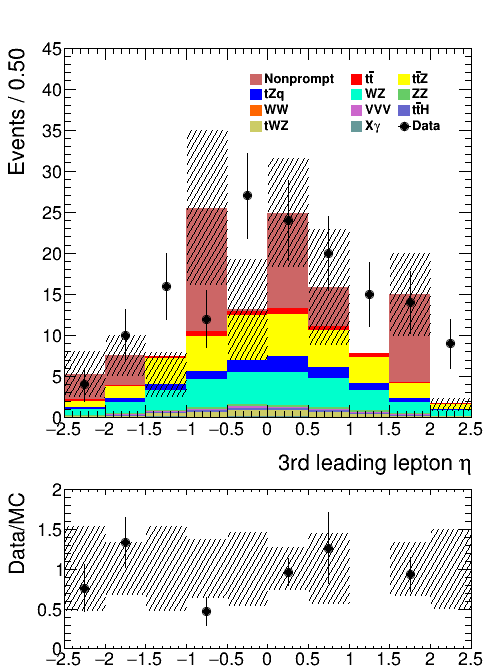 Events / 0.50
45
40
35
30
25
20
15
10
5
0
Nonprompt tt̄ tt̄Z
tZq WZ ZZ
WW VVV tt̄H
tWZ Xγ Data
−2.5 −2 −1.5 −1 −0.5 0 0.5 1 1.5 2 2.5
3rd leading lepton η
Data/MC
2
1.5
1
0.5
0
−2.5 −2 −1.5 −1 −0.5 0 0.5 1 1.5 2 2.5